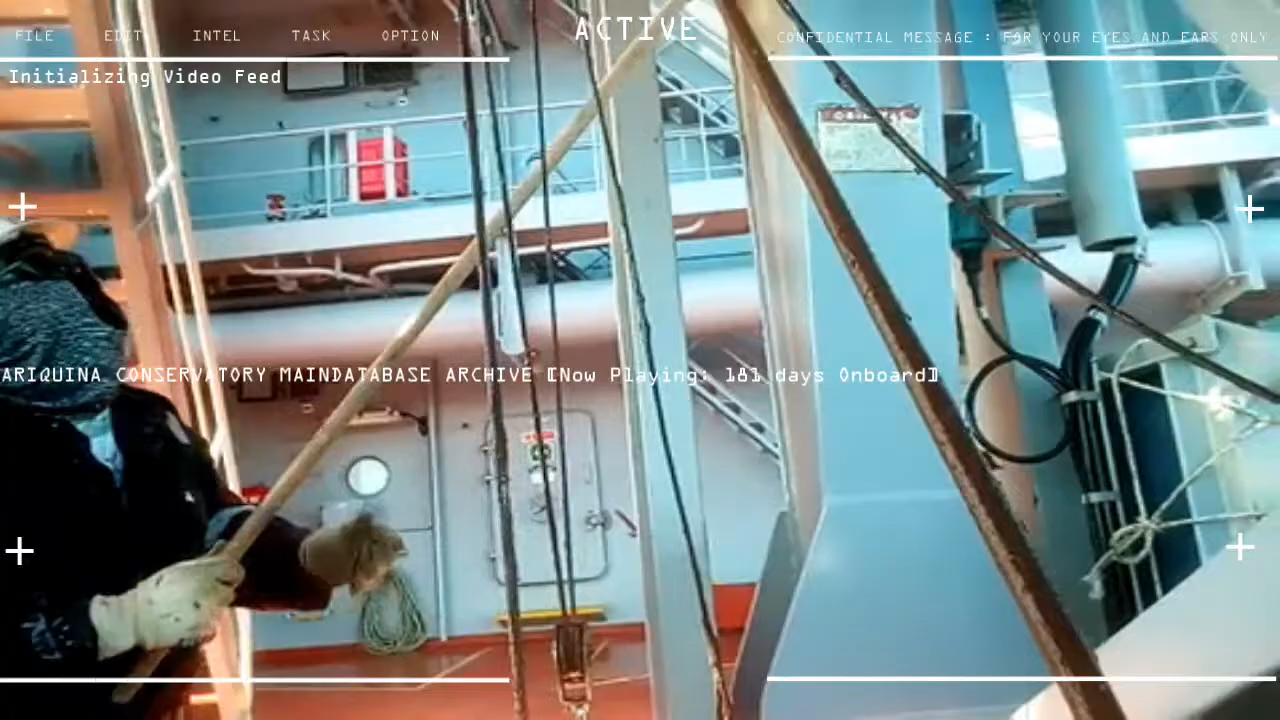 FILE EDIT INTEL TASK OPTION
ACTIVE
CONFIDENTIAL MESSAGE : FOR YOUR EYES AND EARS ONLY
Initializing Video Feed
ARIQUINA CONSERVATORY MAINDATABASE ARCHIVE [Now Playing: 181 days Onboard]